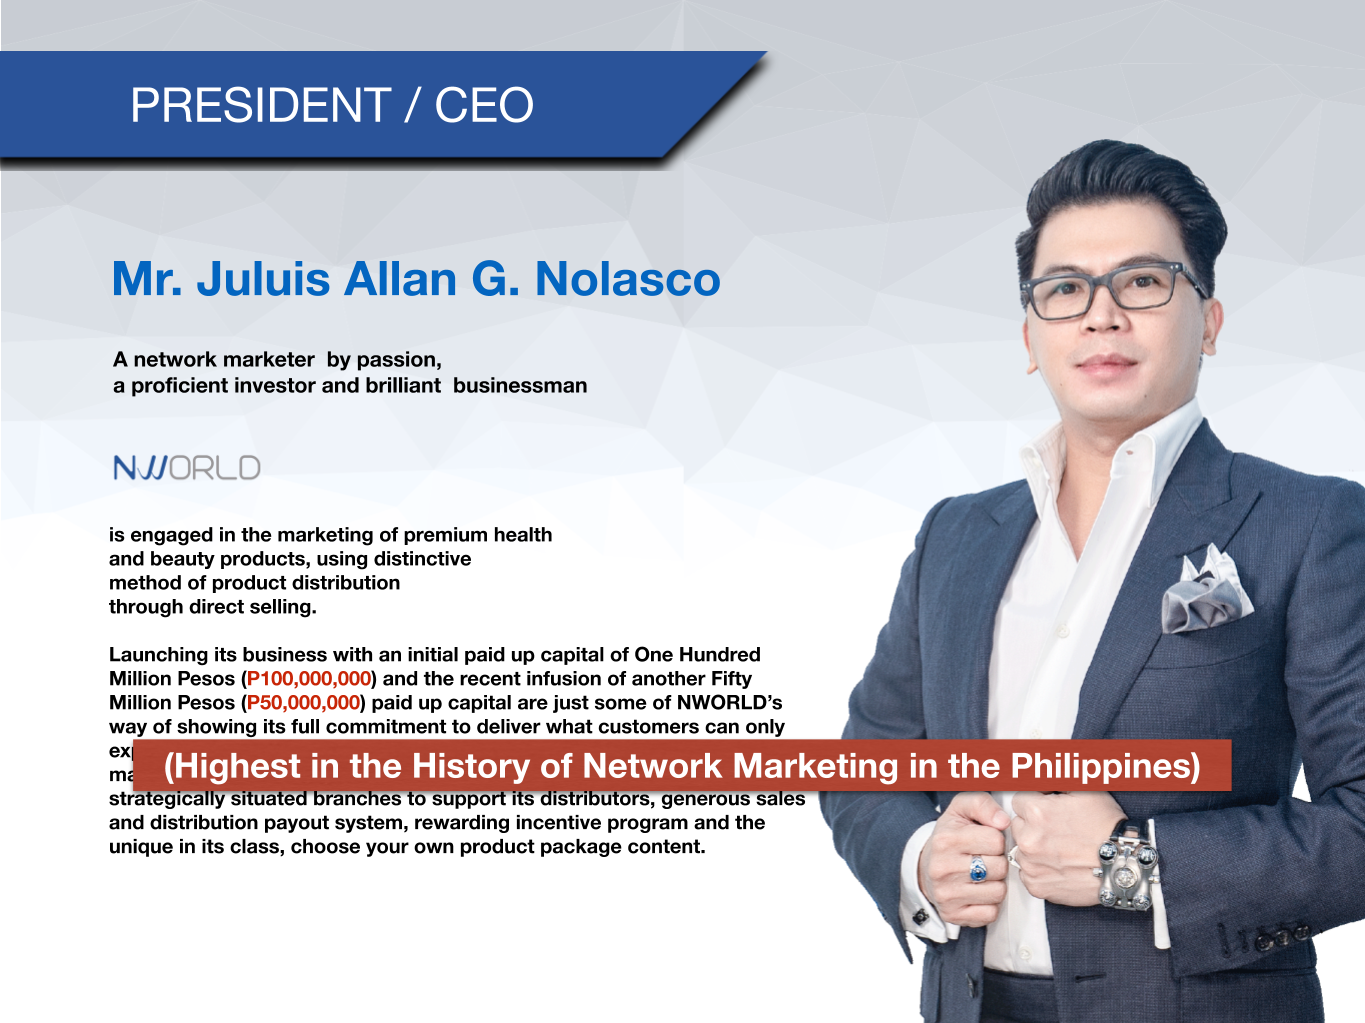 PRESIDENT / CEO
Mr. Juluis Allan G. Nolasco
A network marketer by passion,
a proficient investor and brilliant businessman
NWORLD
is engaged in the marketing of premium health
and beauty products, using distinctive
method of product distribution
through direct selling.
Launching its business with an initial paid up capital of One Hundred
Million Pesos (P100,000,000) and the recent infusion of another Fifty
Million Pesos (P50,000,000) paid up capital are just some of NWORLD’s
way of showing its full commitment to deliver what customers can only
(Highest in the History of Network Marketing in the Philippines)
strategically situated branches to support its distributors, generous sales
and distribution payout system, rewarding incentive program and the
unique in its class, choose your own product package content.